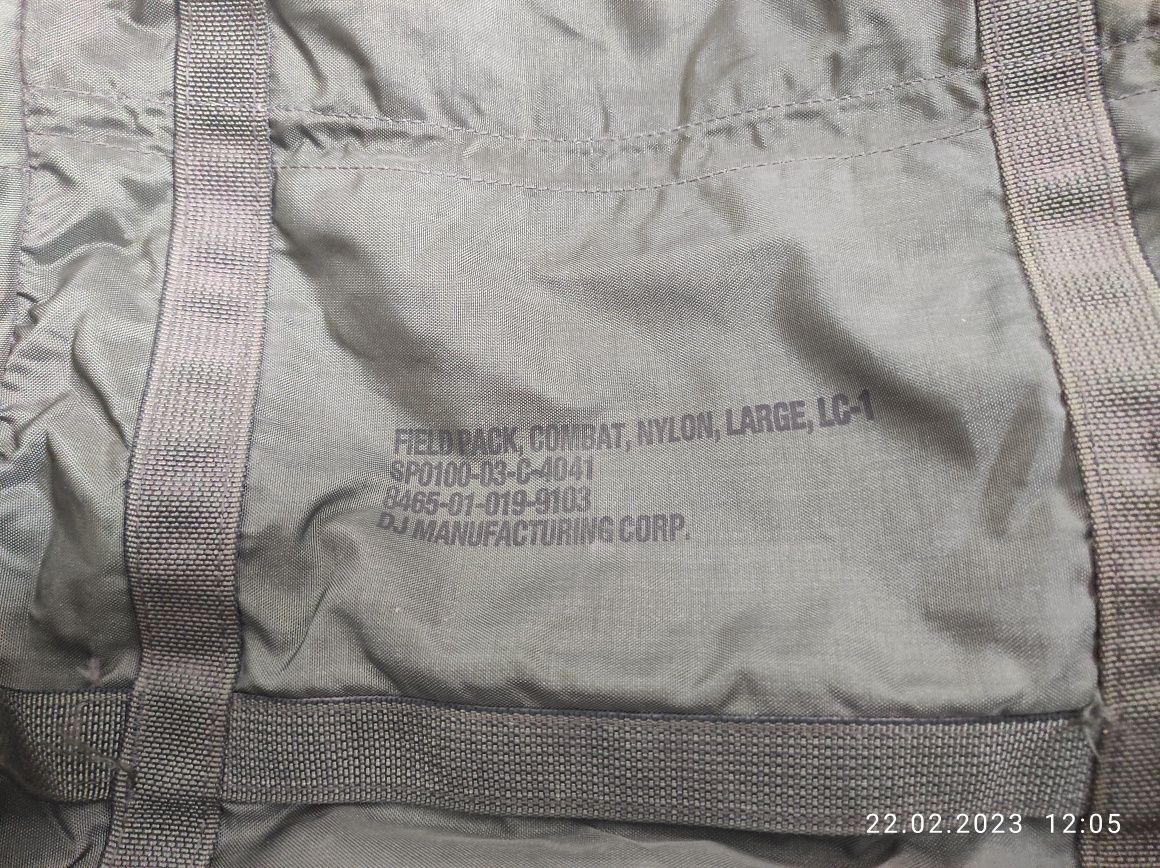 FIELD PACK, COMBAT, NYLON, LARGE, LC-1
SP0100-03-C-4041
8465-01-019-9103
DJ MANUFACTURING CORP.
22.02.2023 12:05